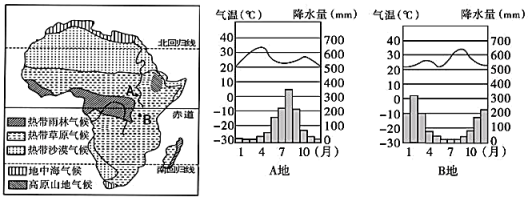 北回归线
A
B
赤道
南回归线
热带雨林气候
热带草原气候
热带沙漠气候
地中海气候
高原山地气候
气温(℃) 降水量(mm)
40 700
30 600
20 500
10 400
0 300
-10 200
-20 100
-30 0
1 4 7 10 (月)
A地
气温(℃) 降水量(mm)
40 700
30 600
20 500
10 400
0 300
-10 200
-20 100
-30 0
1 4 7 10 (月)
B地